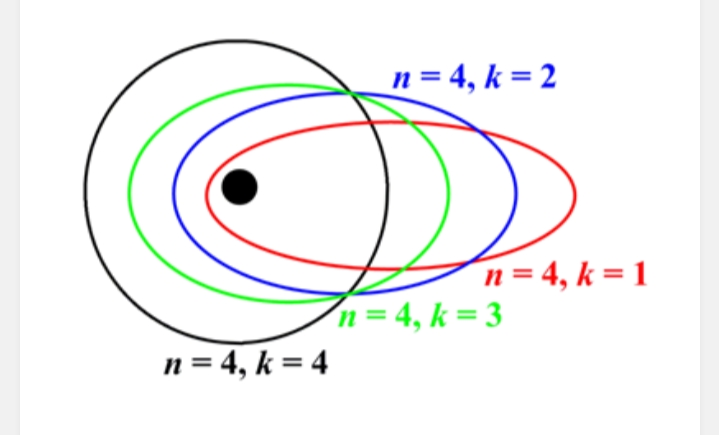 n = 4, k = 2
n = 4, k = 1
n = 4, k = 3
n = 4, k = 4